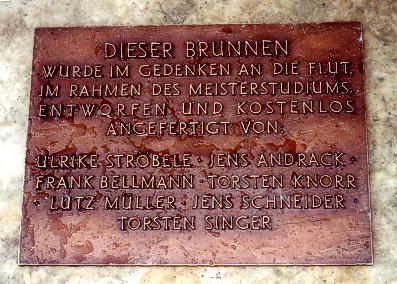 DIESER BRUNNEN
WURDE IM GEDENKEN AN DIE FLUT,
IM RAHMEN DES MEISTERSTUDIUMS,
ENTWORFEN UND KOSTENLOS
ANGEFERTIGT VON:
ULRIKE STRÖBELE · JENS ANDRACK ·
FRANK BELLMANN · TORSTEN KNORR
· LUTZ MÜLLER · JENS SCHNEIDER ·
TORSTEN SINGER